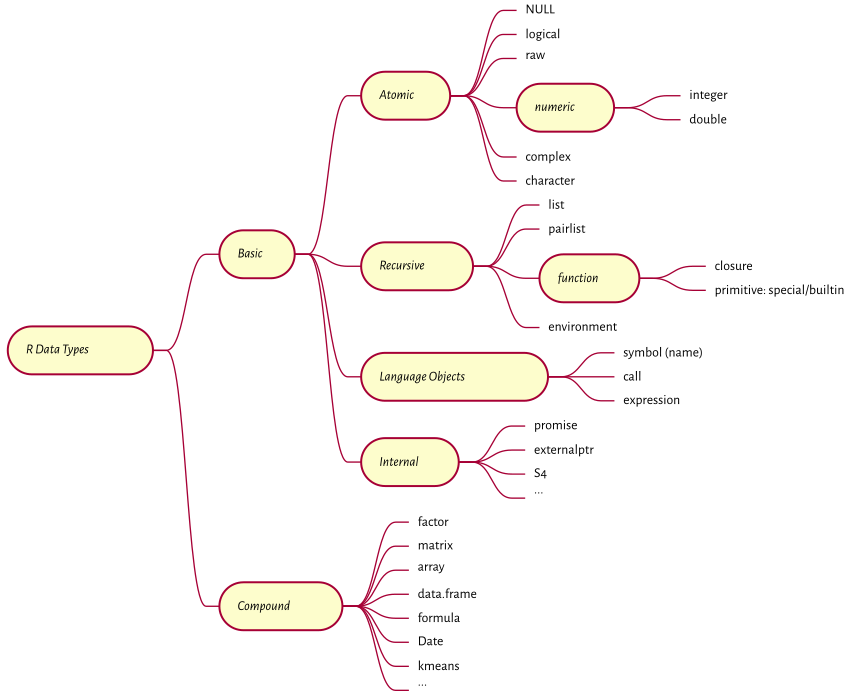 R Data Types
Basic
Atomic
NULL
logical
raw
numeric
integer
double
complex
character
Recursive
list
pairlist
function
closure
primitive: special/builtin
environment
Language Objects
symbol (name)
call
expression
Internal
promise
externalptr
S4
...
Compound
factor
matrix
array
data.frame
formula
Date
kmeans
...